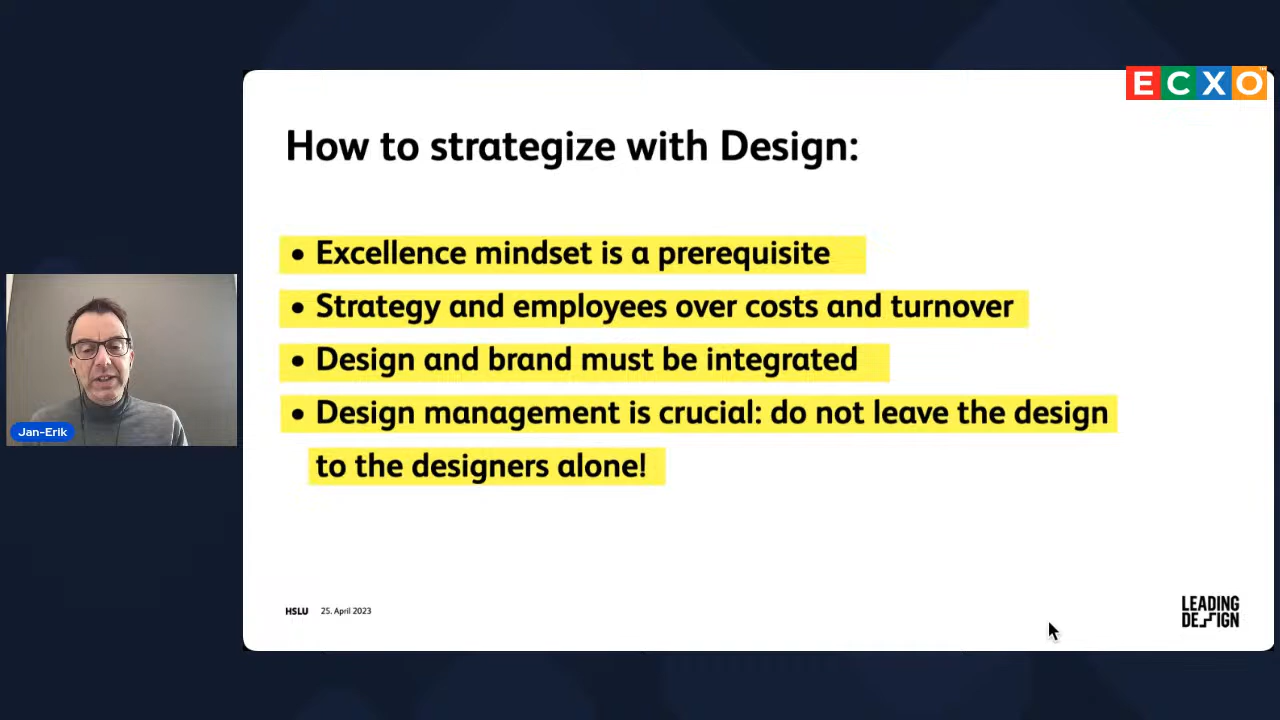 ECXO
How to strategize with Design:
• Excellence mindset is a prerequisite
• Strategy and employees over costs and turnover
• Design and brand must be integrated
• Design management is crucial: do not leave the design
to the designers alone!
Jan-Erik
HSLU 25. April 2023
LEADING
DESIGN